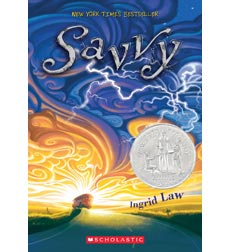 NEW YORK TIMES BESTSELLER
Savvy
Ingrid Law
SCHOLASTIC